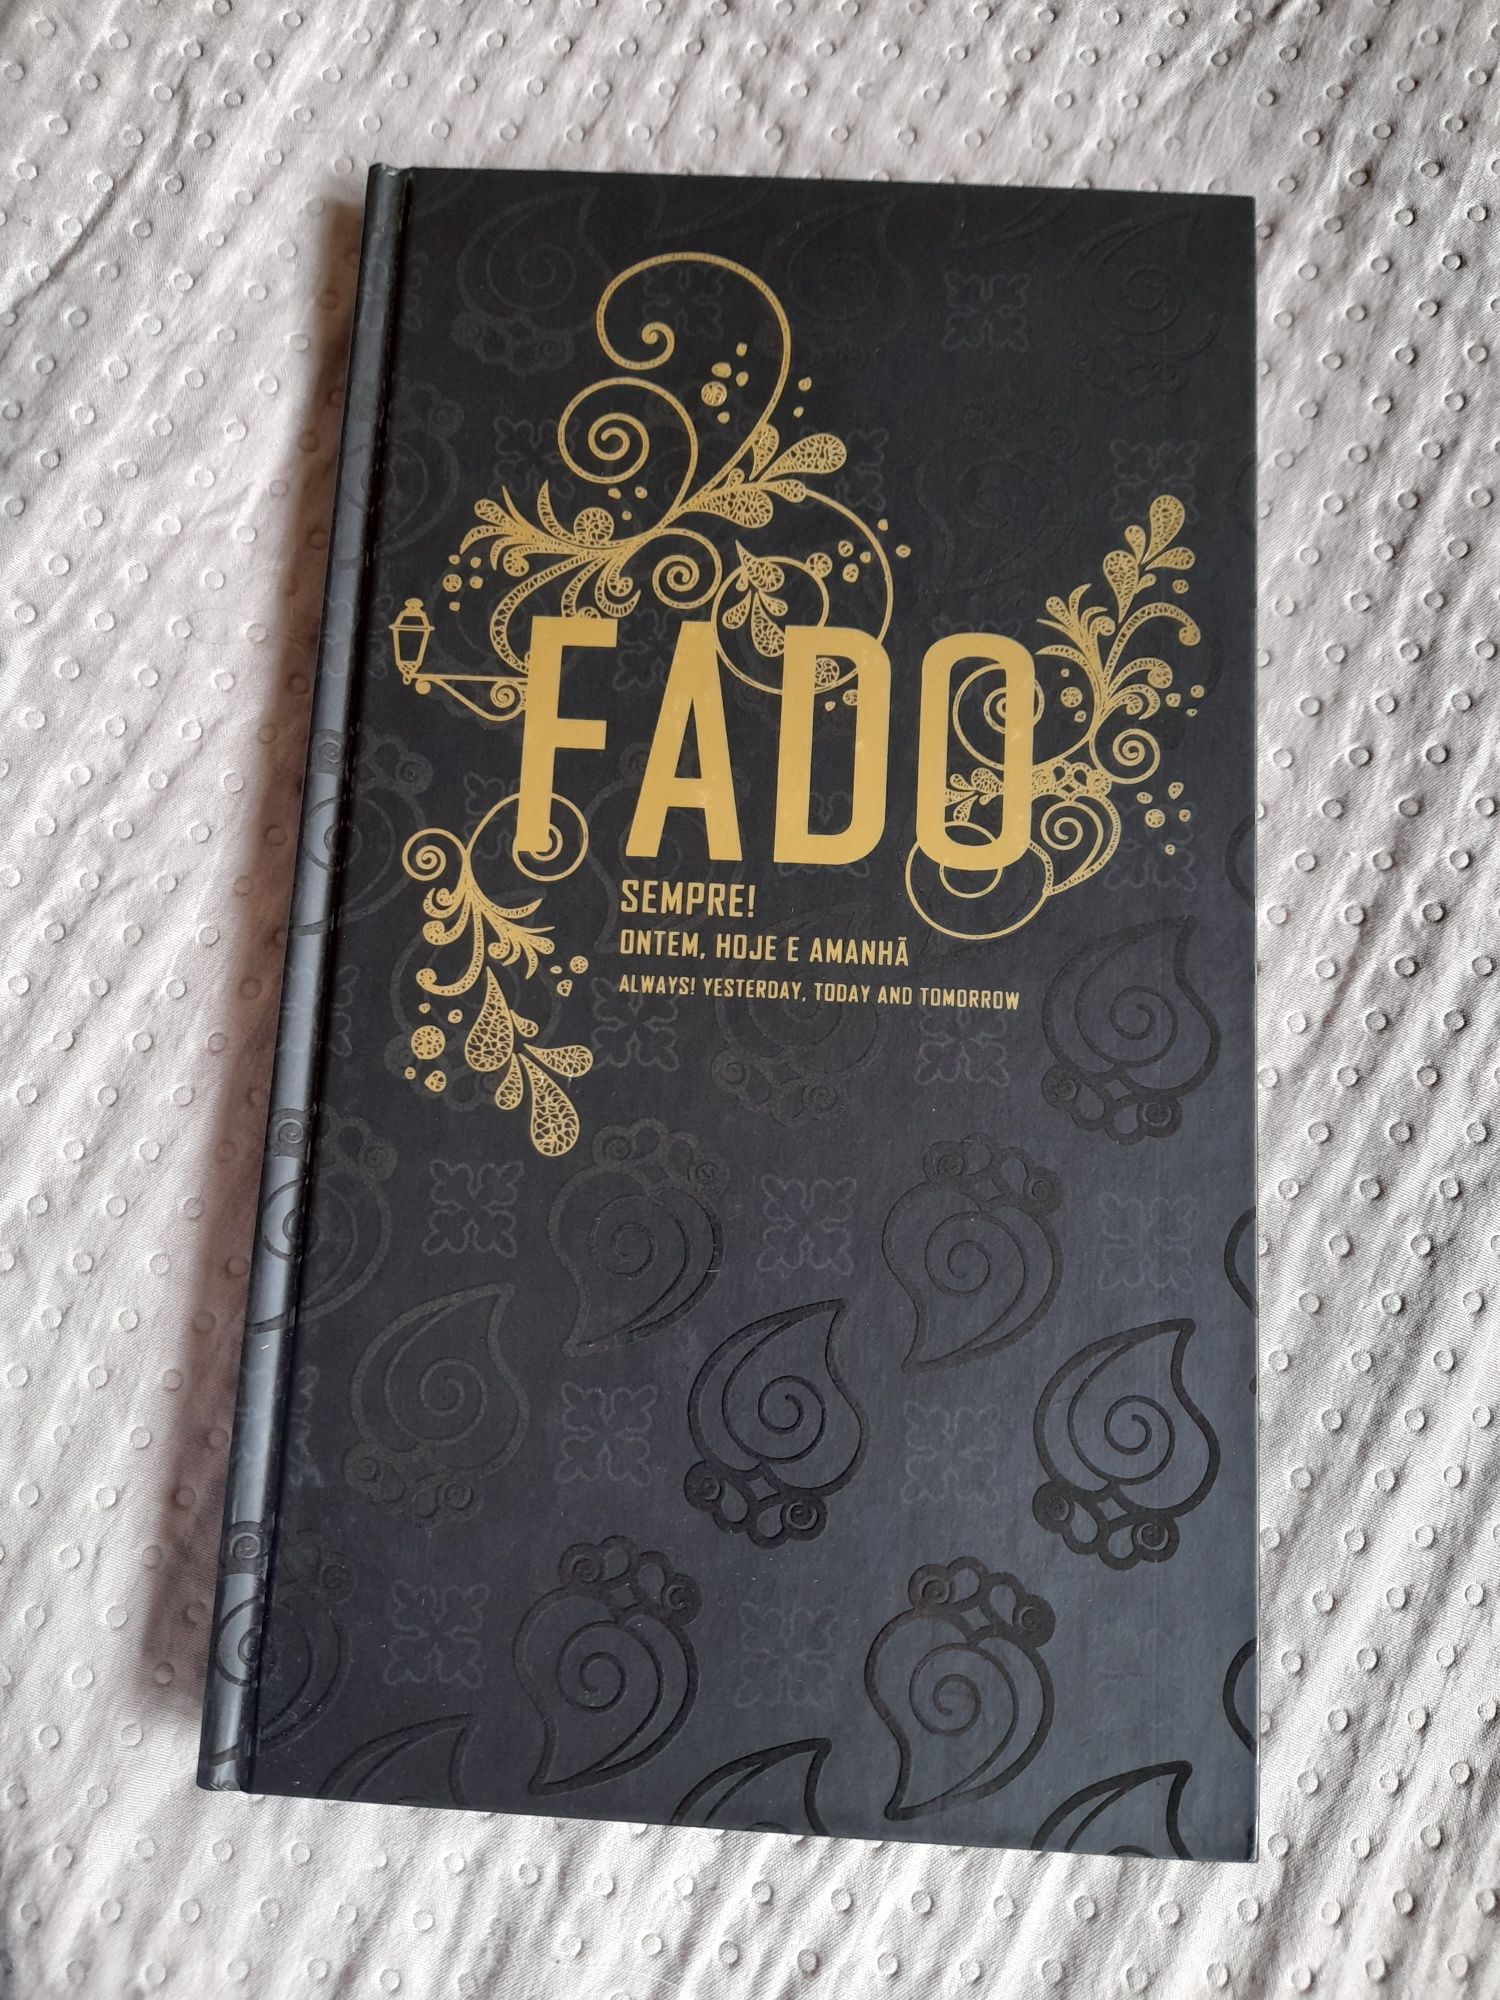 FADO
SEMPRE!
ONTEM, HOJE E AMANHÃ
ALWAYS! YESTERDAY, TODAY AND TOMORROW